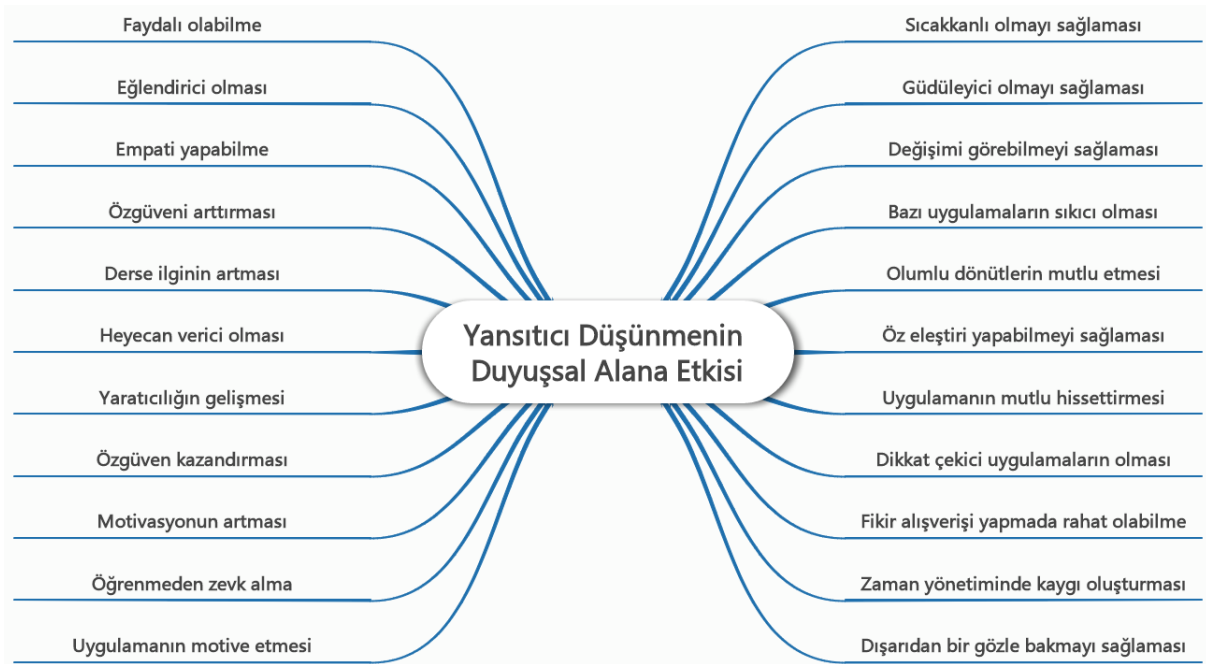 Faydalı olabilme
Eğlendirici olması
Empati yapabilme
Özgüveni arttırması
Derse ilginin artması
Heyecan verici olması
Yaratıcılığın gelişmesi
Özgüven kazandırması
Motivasyonun artması
Öğrenmeden zevk alma
Uygulamanın motive etmesi
Yansıtıcı Düşünmenin
Duyuşsal Alana Etkisi
Sıcakkanlı olmayı sağlaması
Güdüleyici olmayı sağlaması
Değişimi görebilmeyi sağlaması
Bazı uygulamaların sıkıcı olması
Olumlu dönütlerin mutlu etmesi
Öz eleştiri yapabilmeyi sağlaması
Uygulamanın mutlu hissettirmesi
Dikkat çekici uygulamaların olması
Fikir alışverişi yapmada rahat olabilme
Zaman yönetiminde kaygı oluşturması
Dışarıdan bir gözle bakmayı sağlaması